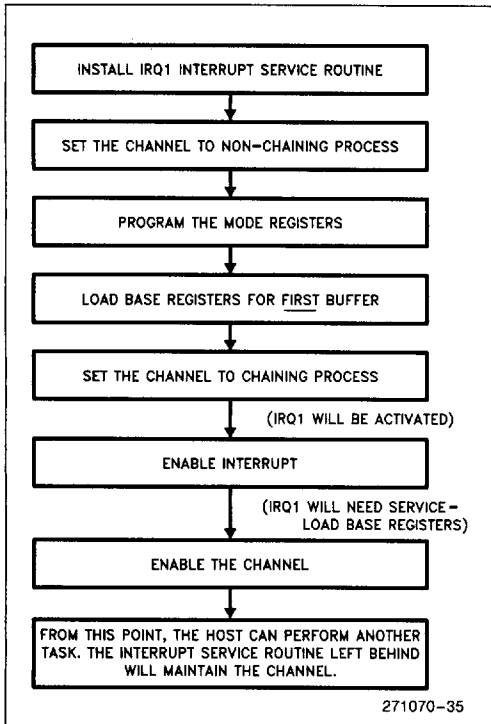 INSTALL IRQ1 INTERRUPT SERVICE ROUTINE
SET THE CHANNEL TO NON-CHAINING PROCESS
PROGRAM THE MODE REGISTERS
LOAD BASE REGISTERS FOR FIRST BUFFER
SET THE CHANNEL TO CHAINING PROCESS
(IRQ1 WILL BE ACTIVATED)
ENABLE INTERRUPT
(IRQ1 WILL NEED SERVICE-
LOAD BASE REGISTERS)
ENABLE THE CHANNEL
FROM THIS POINT, THE HOST CAN PERFORM ANOTHER
TASK. THE INTERRUPT SERVICE ROUTINE LEFT BEHIND
WILL MAINTAIN THE CHANNEL.
271070-35